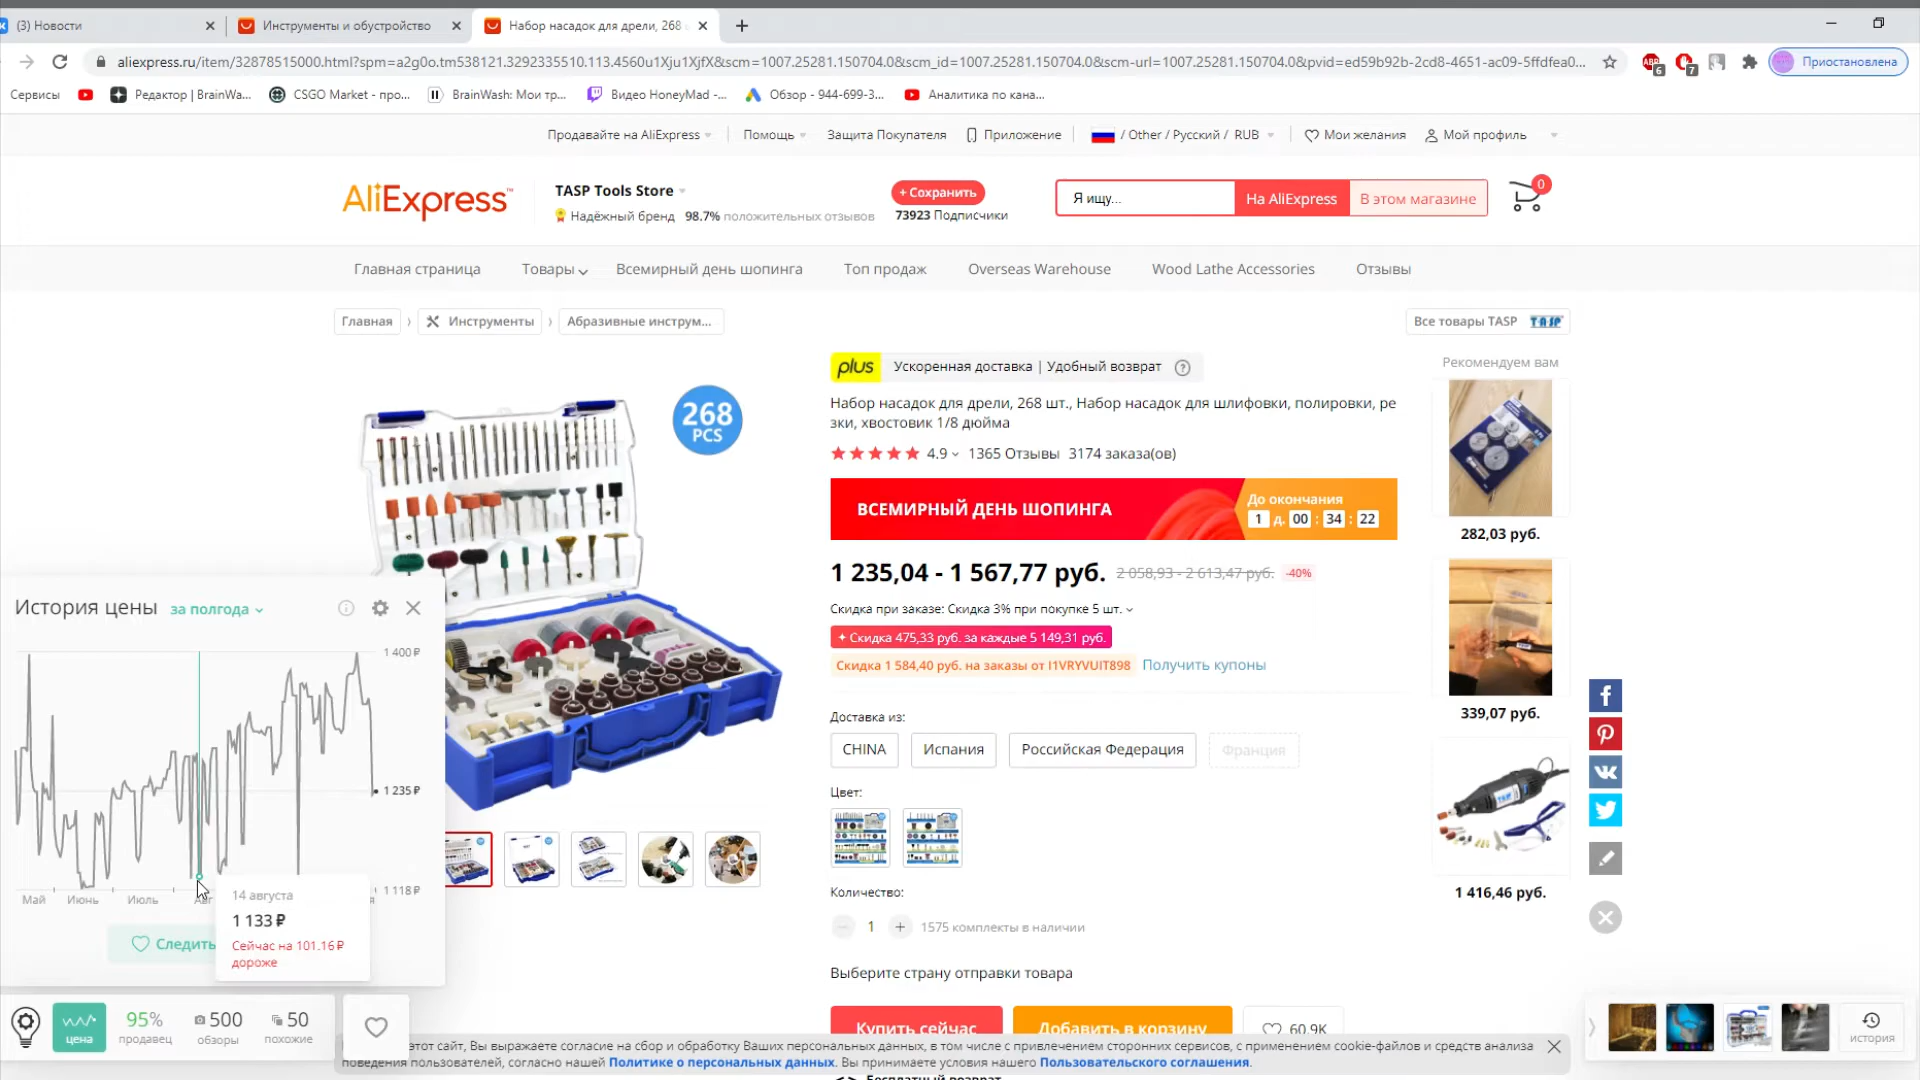 (3) Новости
Инструменты и обустройство
Набор насадок для дрели, 268
aliexpress.ru/item/32878515000.html?spm=a2g0o.tm538121.3292335510.113.4560u1Xju1XjfX&scm=1007.25281.150704.0&scm_id=1007.25281.150704.0&scm-url=1007.25281.150704.0&pvid=ed59b92b-2cd8-4651-ac09-5ffdfea0...
ABP 6
7
Приостановлена
Сервисы
Редактор | BrainWa...
CSGO Market - про...
BrainWash: Мои тр...
Видео HoneyMad -...
Обзор - 944-699-3...
Аналитика по кана...
Продавайте на AliExpress
Помощь
Защита Покупателя
Приложение
/ Other / Русский / RUB
Мои желания
Мой профиль
AliExpress™
TASP Tools Store
Надёжный бренд 98.7% положительных отзывов
+ Сохранить
73923 Подписчики
Я ищу...
На AliExpress
В этом магазине
0
Главная страница
Товары
Всемирный день шопинга
Топ продаж
Overseas Warehouse
Wood Lathe Accessories
Отзывы
Главная
Инструменты
Абразивные инструм...
Все товары TASP TASP
268
PCS
plus Ускоренная доставка | Удобный возврат ?
Набор насадок для дрели, 268 шт., Набор насадок для шлифовки, полировки, ре
зки, хвостовик 1/8 дюйма
4.9 1365 Отзывы 3174 заказа(ов)
ВСЕМИРНЫЙ ДЕНЬ ШОПИНГА
До окончания
1 д. 00 : 34 : 22
1 235,04 - 1 567,77 руб. 2 058,93 - 2 613,47 руб. -40%
Скидка при заказе: Скидка 3% при покупке 5 шт.
+ Скидка 475,33 руб. за каждые 5 149,31 руб.
Скидка 1 584,40 руб. на заказы от I1VRYVUIT898 Получить купоны
Доставка из:
CHINA
Испания
Российская Федерация
Франция
Цвет:
Количество:
1
+
1575 комплекты в наличии
Выберите страну отправки товара
Купить сейчас
Добавить в корзину
60.9K
Бесплатный возврат
Рекомендуем вам
282,03 руб.
339,07 руб.
1 416,46 руб.
История цены за полгода
1 400 ₽
1 235 ₽
1 118 ₽
Май
Июнь
Июль
Авг
14 августа
1 133 ₽
Сейчас на 101.16 ₽
дороже
Следить
цена
95%
продавец
500
обзоры
50
похожие
этот сайт, Вы выражаете согласие на сбор и обработку Ваших персональных данных, в том числе с привлечением сторонних сервисов, с применением cookie-файлов и средств анализа
поведения пользователей, согласно нашей Политике о персональных данных. Вы принимаете условия нашего Пользовательского соглашения.
история